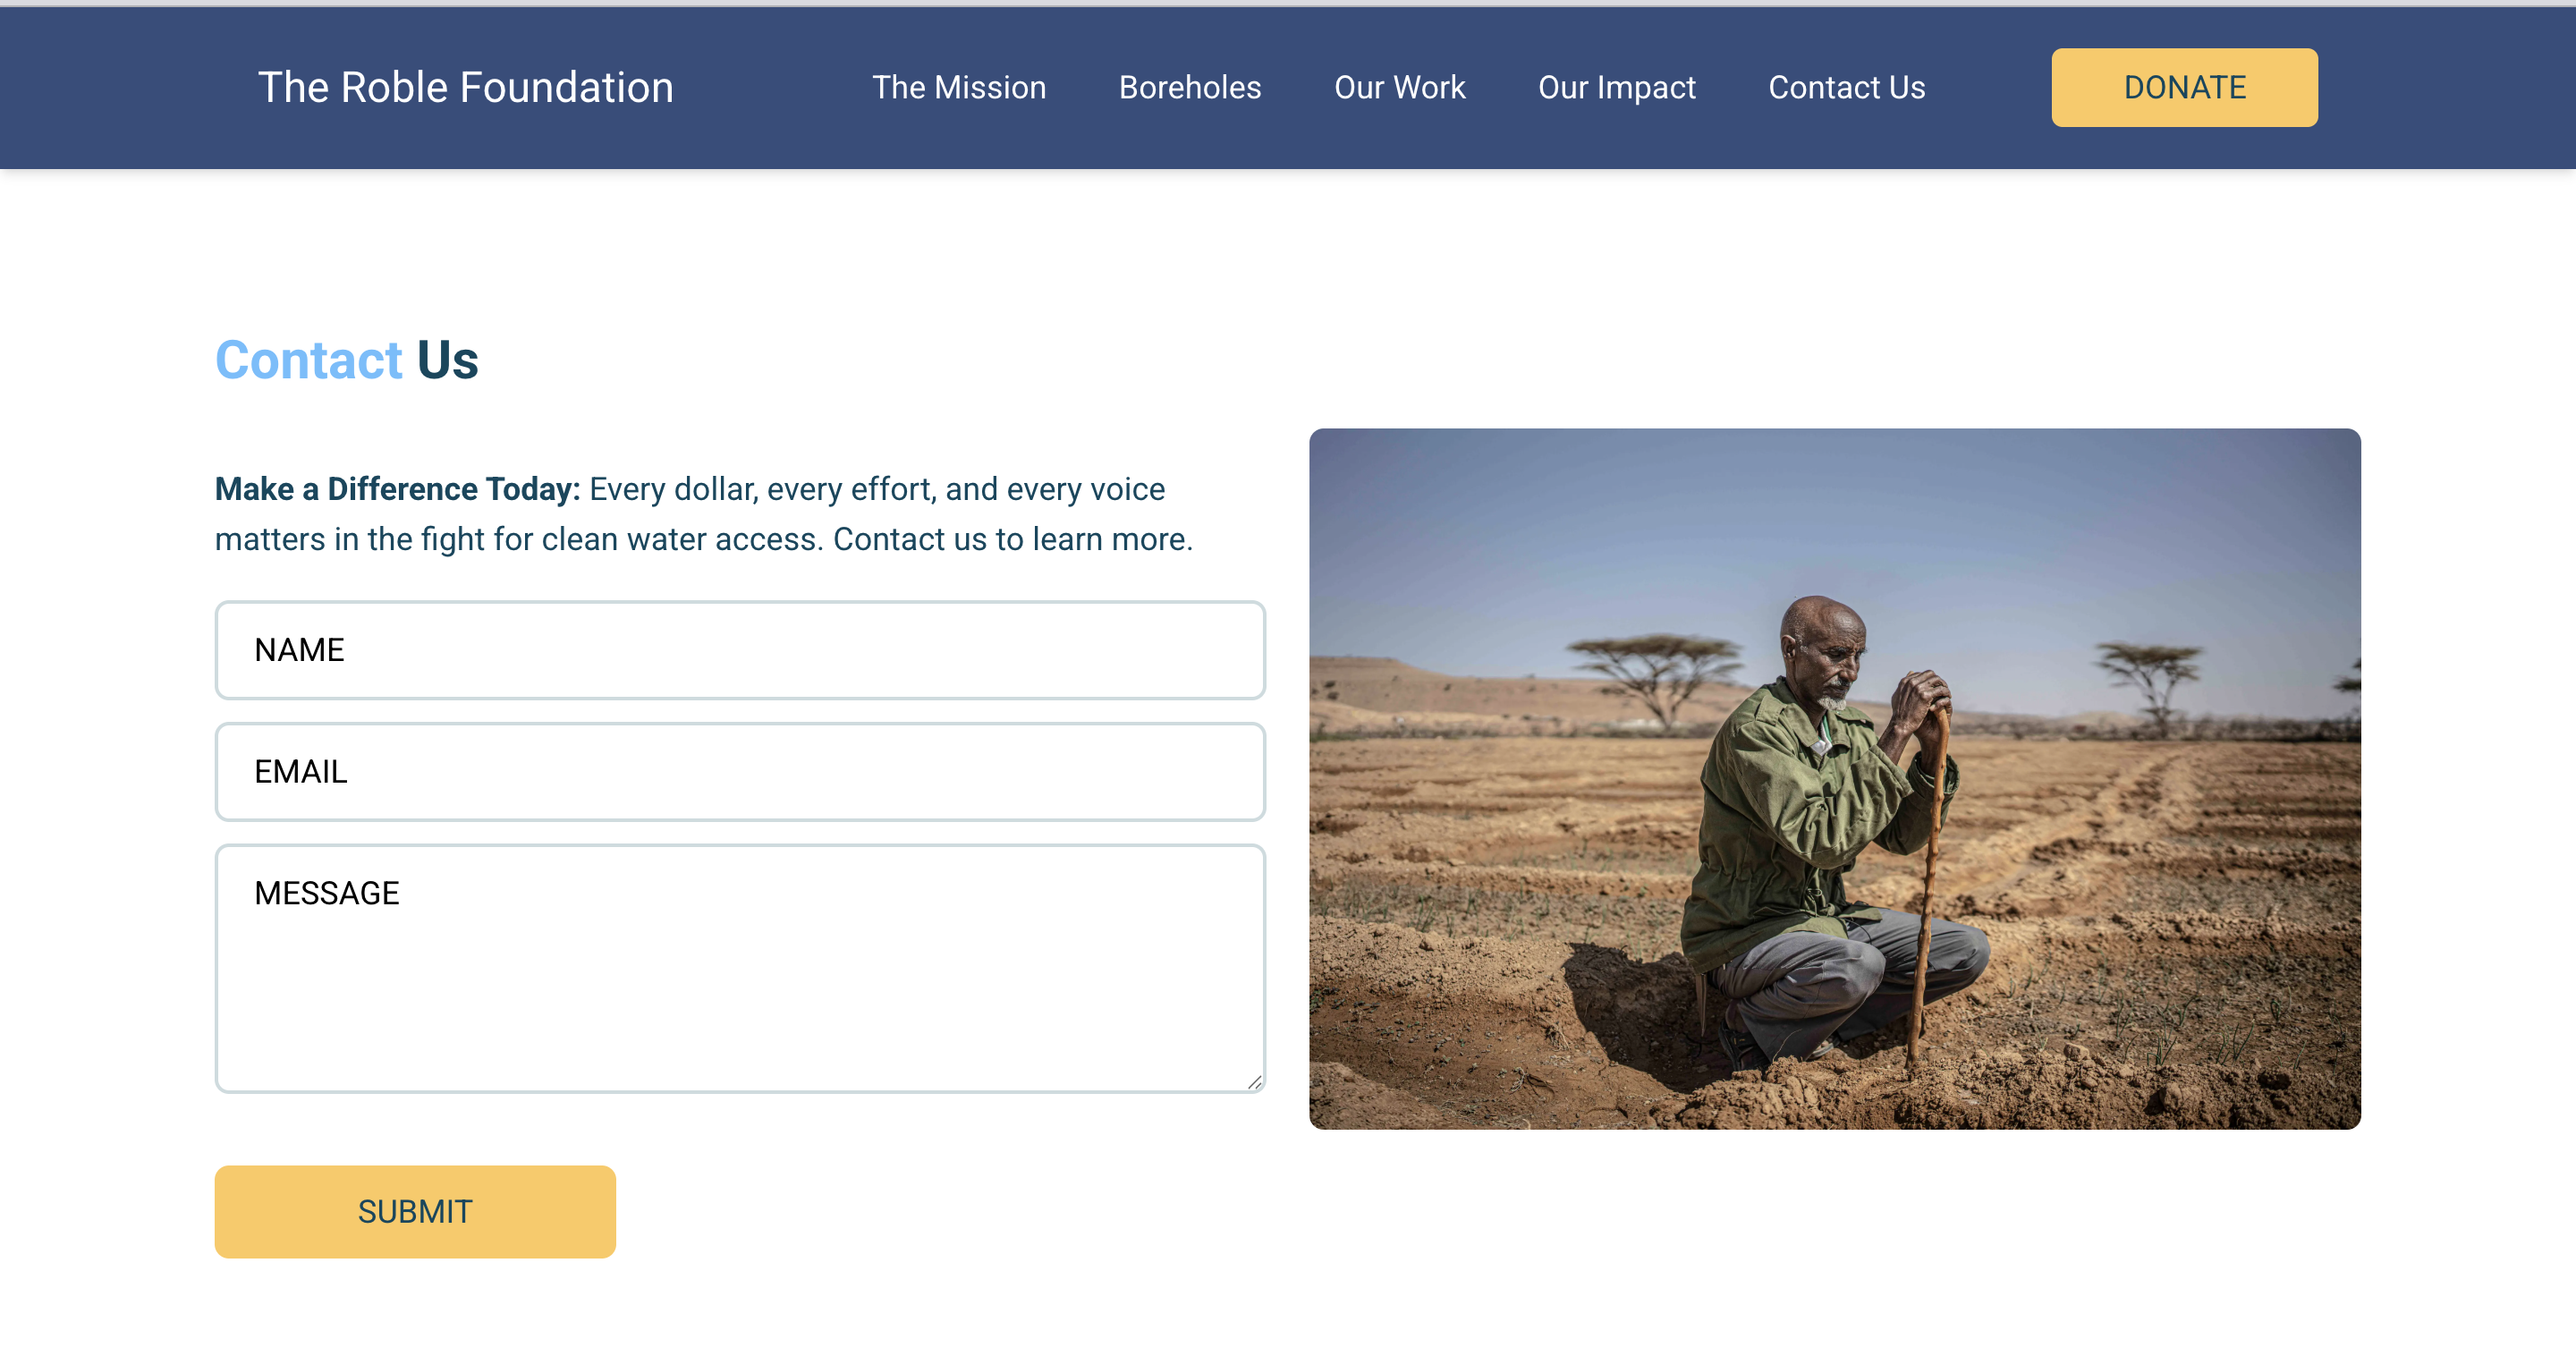 The Roble Foundation
The Mission
Boreholes
Our Work
Our Impact
Contact Us
DONATE
Contact Us
Make a Difference Today: Every dollar, every effort, and every voice
matters in the fight for clean water access. Contact us to learn more.
NAME
EMAIL
MESSAGE
SUBMIT